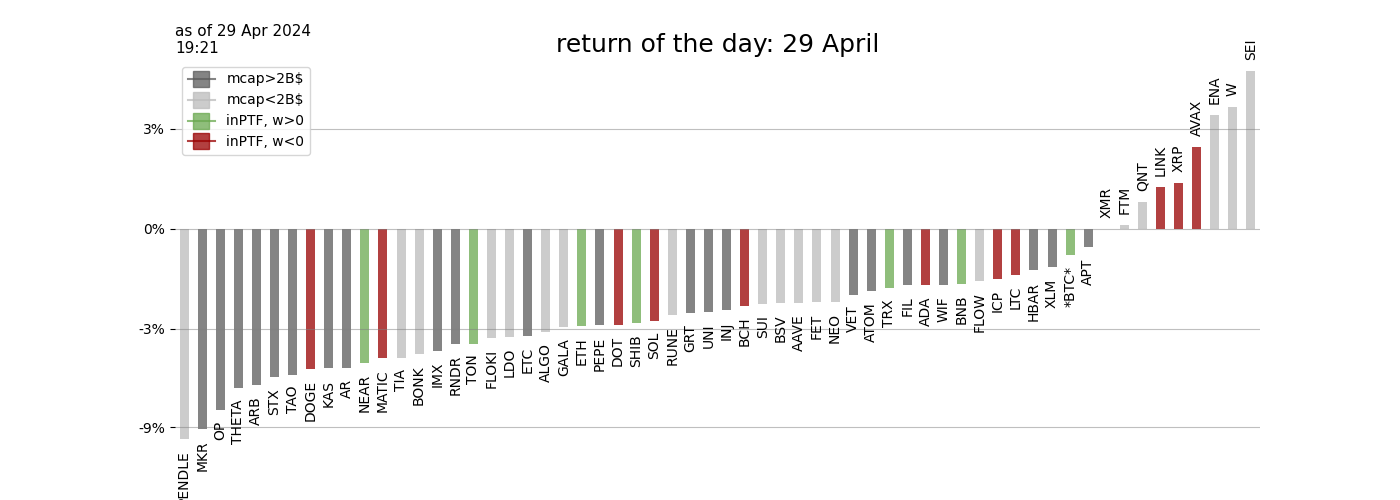 as of 29 Apr 2024
19:21
return of the day: 29 April
mcap>2B$
mcap<2B$
inPTF, w>0
inPTF, w<0
3%
0%
-3%
-9%
ENDLE
MKR
OP
THETA
ARB
STX
TAO
DOGE
KAS
AR
NEAR
MATIC
TIA
BONK
IMX
RNDR
TON
FLOKI
LDO
ETC
ALGO
GALA
ETH
PEPE
DOT
SHIB
SOL
RUNE
GRT
UNI
INJ
BCH
SUI
BSV
AAVE
FET
NEO
VET
ATOM
TRX
FIL
ADA
WIF
BNB
FLOW
ICP
LTC
HBAR
XLM
*BTC*
APT
XMR
FTM
QNT
LINK
XRP
AVAX
ENA
W
SEI